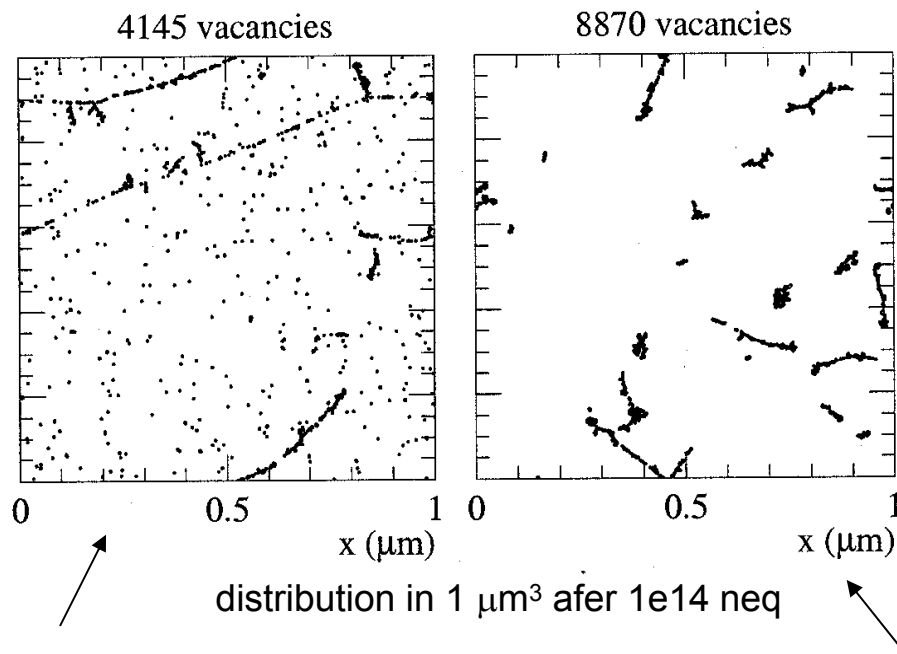 4145 vacancies 8870 vacancies
0 0.5 1 0 0.5 1
x (μm) x (μm)
distribution in 1 μm³ afer 1e14 neq